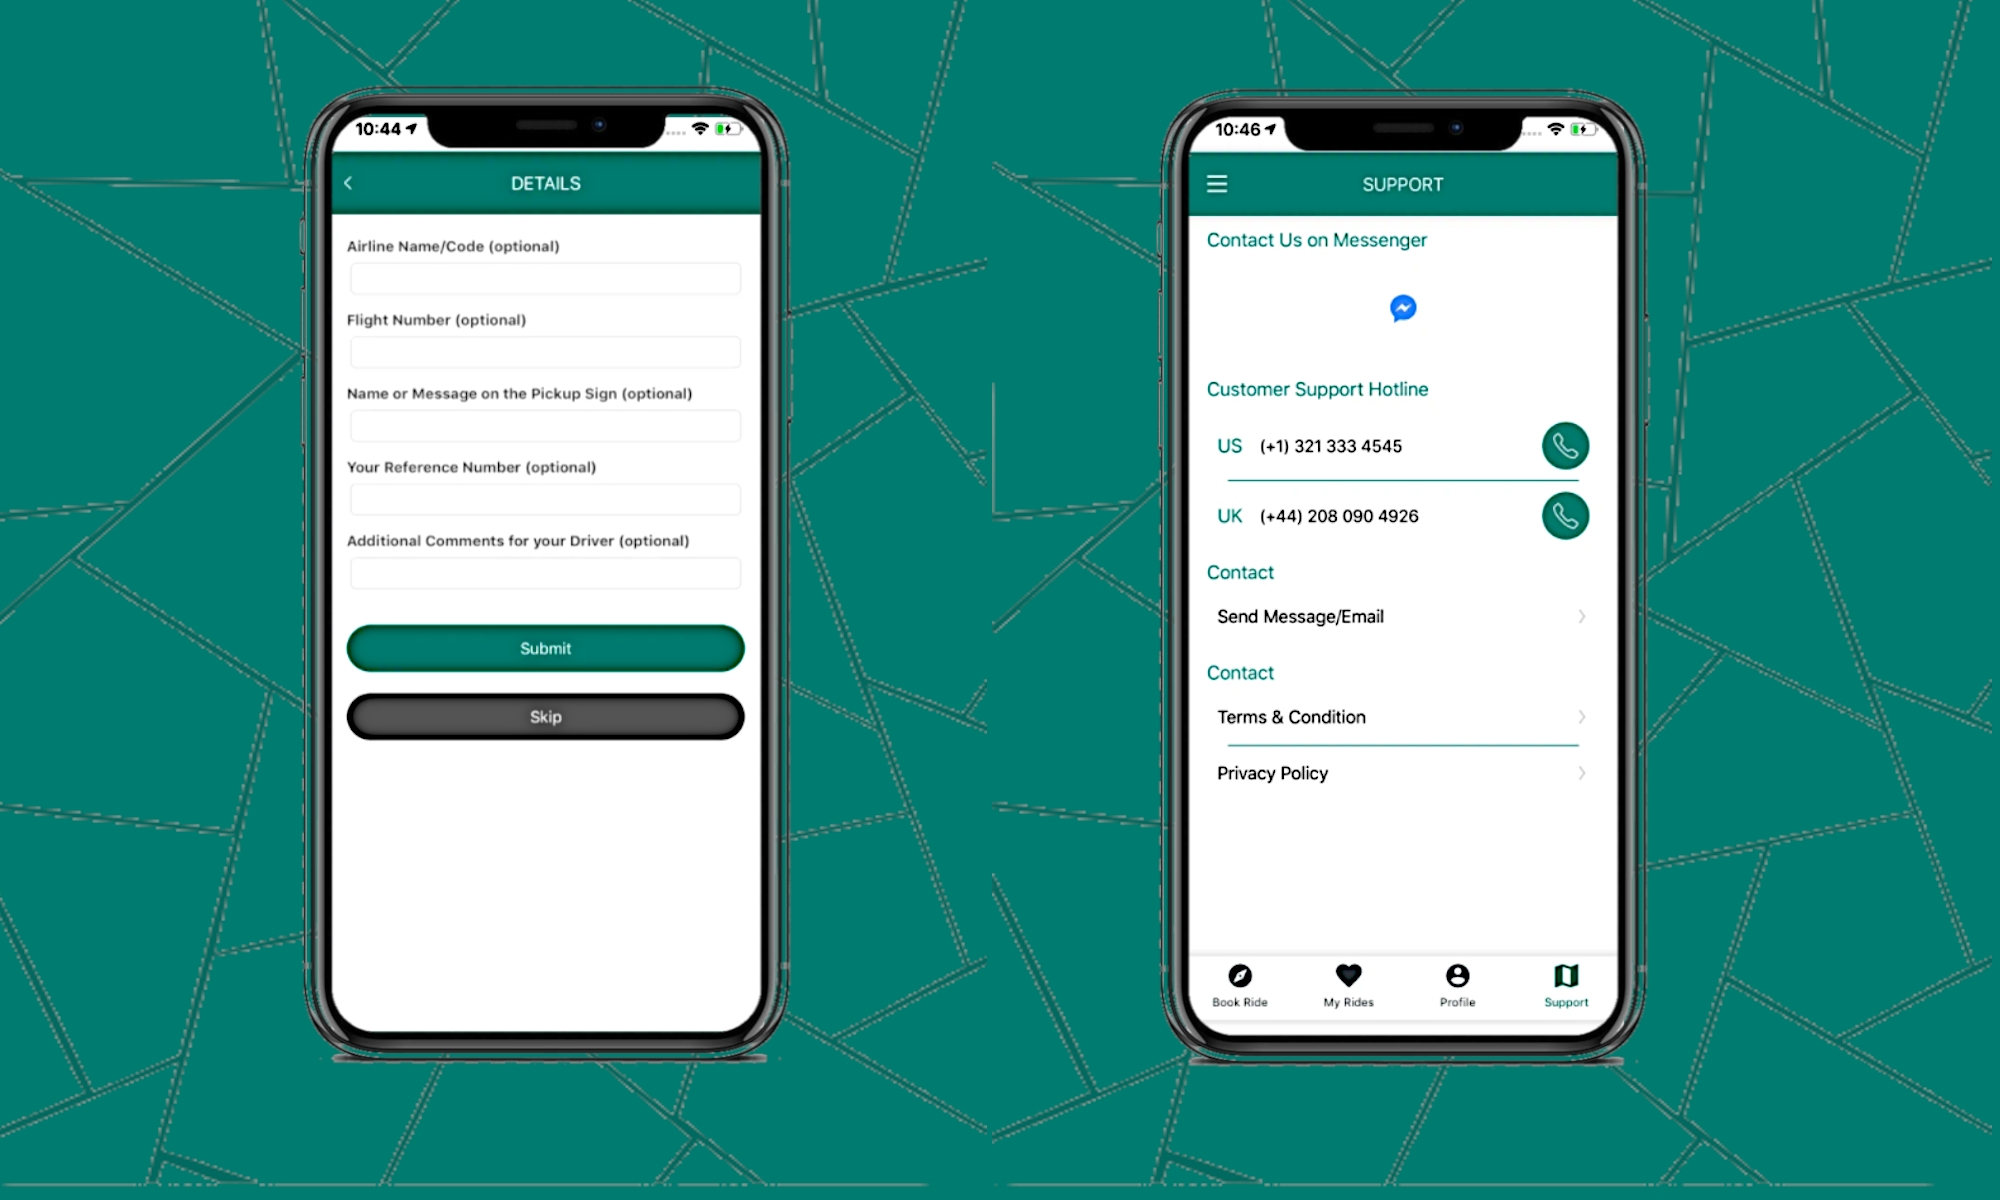 10:44
DETAILS
Airline Name/Code (optional)
Flight Number (optional)
Name or Message on the Pickup Sign (optional)
Your Reference Number (optional)
Additional Comments for your Driver (optional)
Submit
Skip
10:46
SUPPORT
Contact Us on Messenger
Customer Support Hotline
US (+1) 321 333 4545
UK (+44) 208 090 4926
Contact
Send Message/Email
Contact
Terms & Condition
Privacy Policy
Book Ride My Rides Profile Support